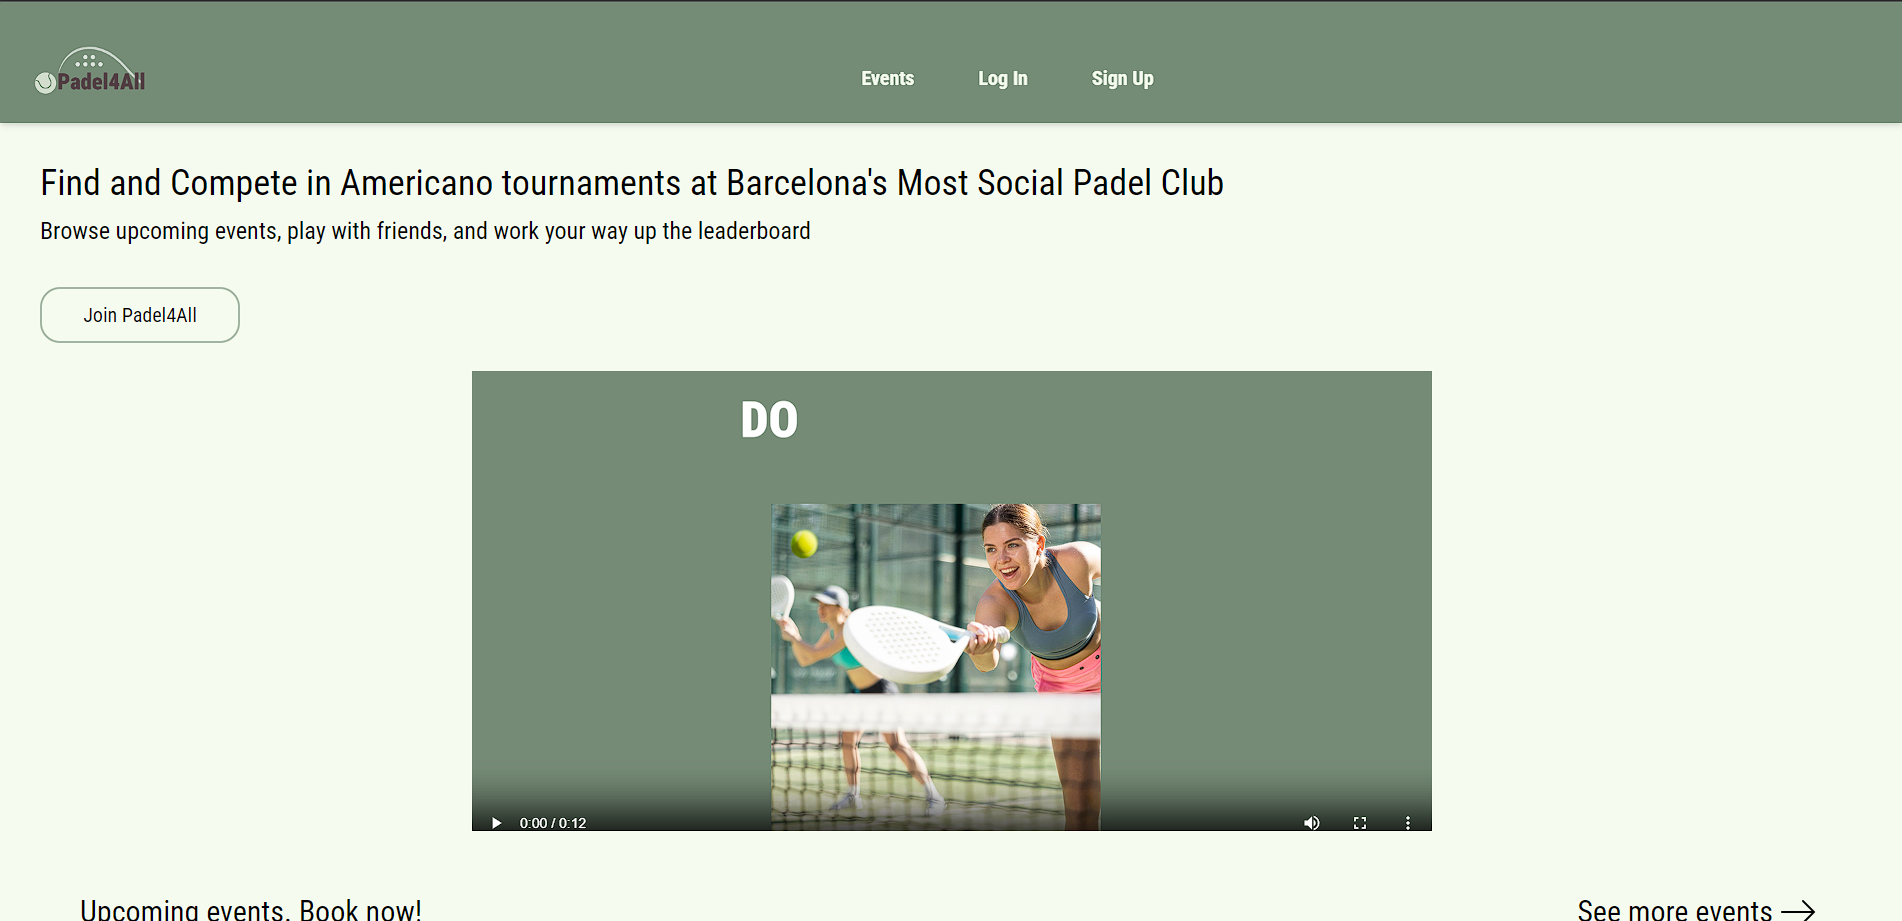 Padel4All
Events Log In Sign Up
Find and Compete in Americano tournaments at Barcelona's Most Social Padel Club
Browse upcoming events, play with friends, and work your way up the leaderboard
Join Padel4All
DO
0:00 / 0:12
Upcoming events. Book now!
See more events